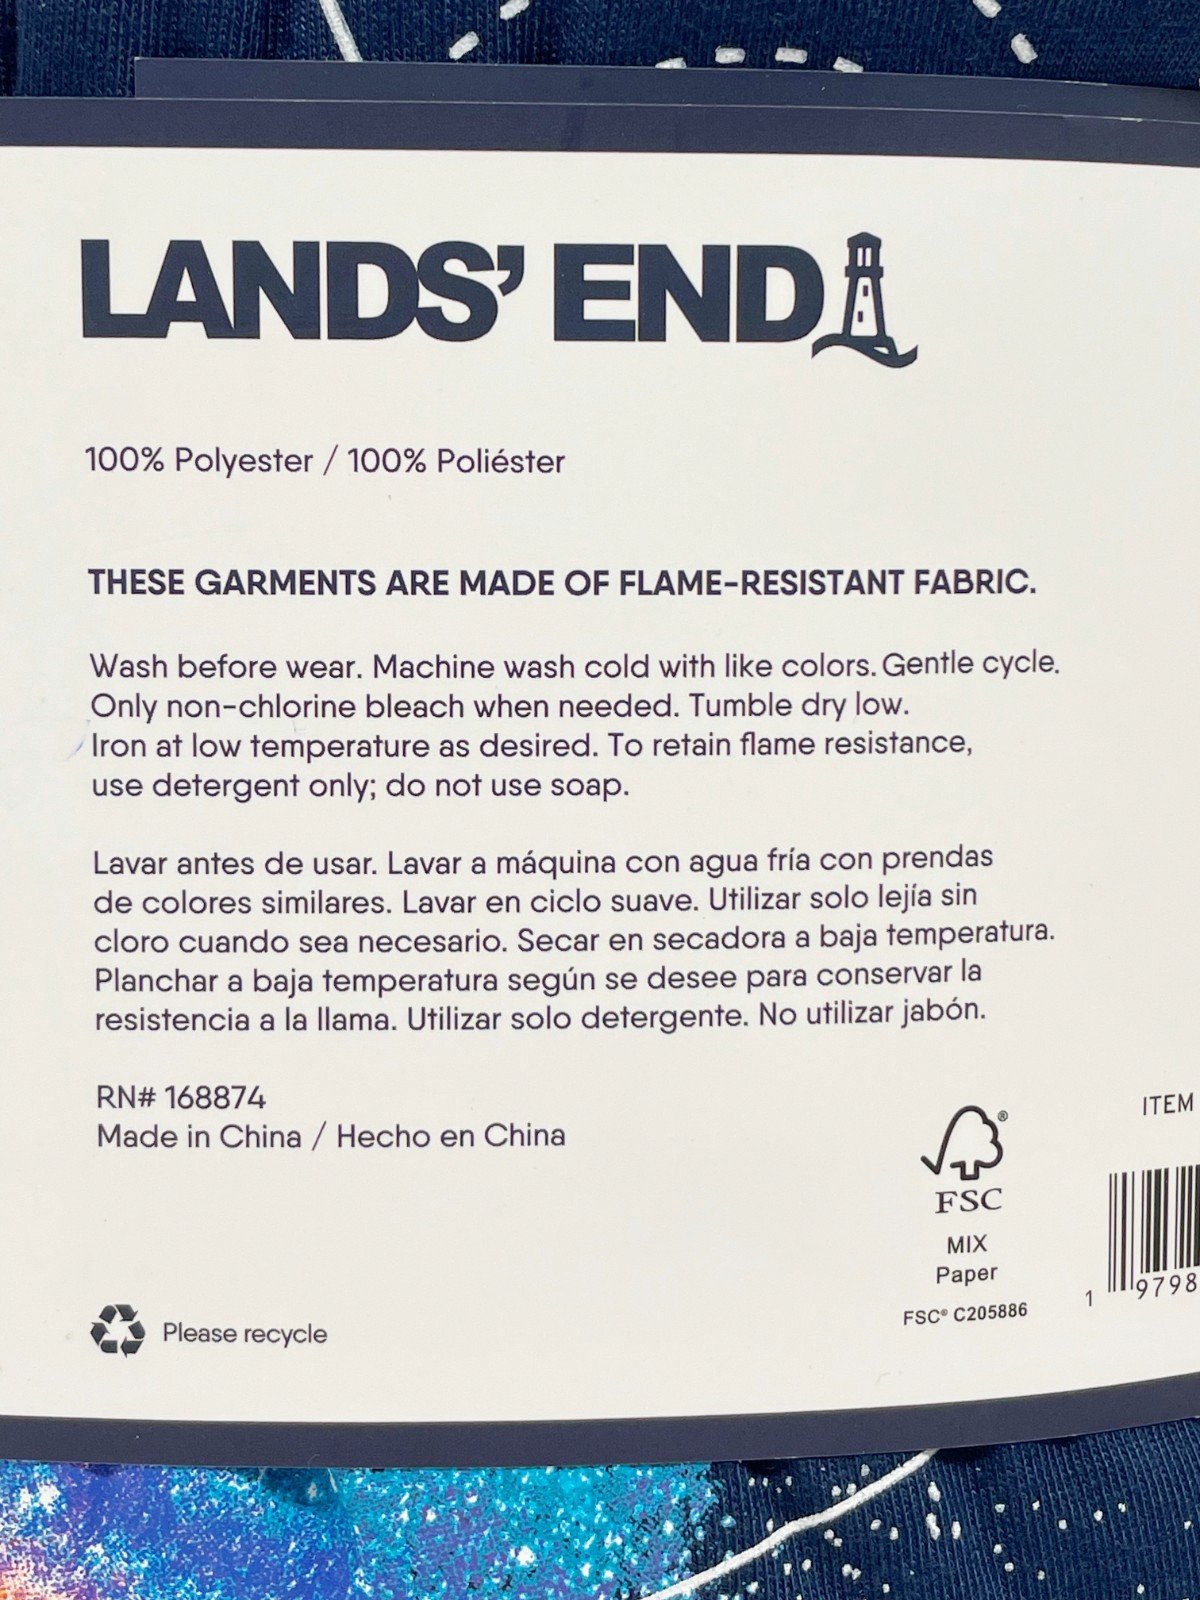 LANDS' END
100% Polyester / 100% Poliéster
THESE GARMENTS ARE MADE OF FLAME-RESISTANT FABRIC.
Wash before wear. Machine wash cold with like colors. Gentle cycle.
Only non-chlorine bleach when needed. Tumble dry low.
Iron at low temperature as desired. To retain flame resistance,
use detergent only; do not use soap.
Lavar antes de usar. Lavar a máquina con agua fría con prendas
de colores similares. Lavar en ciclo suave. Utilizar solo lejía sin
cloro cuando sea necesario. Secar en secadora a baja temperatura.
Planchar a baja temperatura según se desee para conservar la
resistencia a la llama. Utilizar solo detergente. No utilizar jabón.
RN# 168874
Made in China / Hecho en China
Please recycle
®
FSC
MIX
Paper
FSC® C205886
ITEM
1 9798